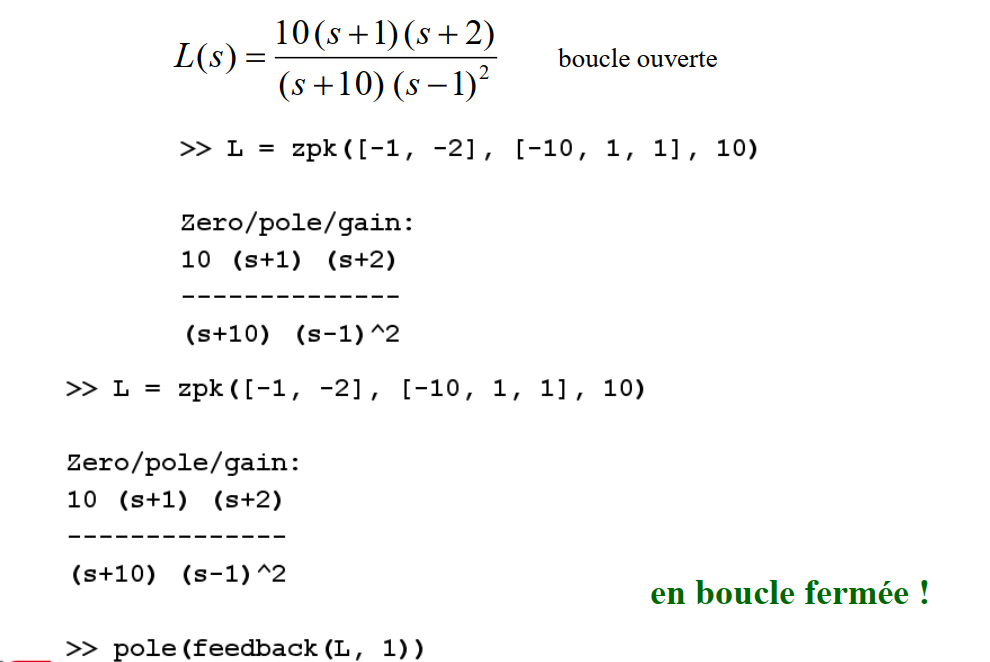 L(s) = 10(s+1)(s+2) / (s+10)(s−1)² boucle ouverte
>> L = zpk([-1, -2], [-10, 1, 1], 10)
Zero/pole/gain:
10 (s+1) (s+2)
--------------
(s+10) (s-1)^2
>> L = zpk([-1, -2], [-10, 1, 1], 10)
Zero/pole/gain:
10 (s+1) (s+2)
--------------
(s+10) (s-1)^2
en boucle fermée !
>> pole(feedback(L, 1))